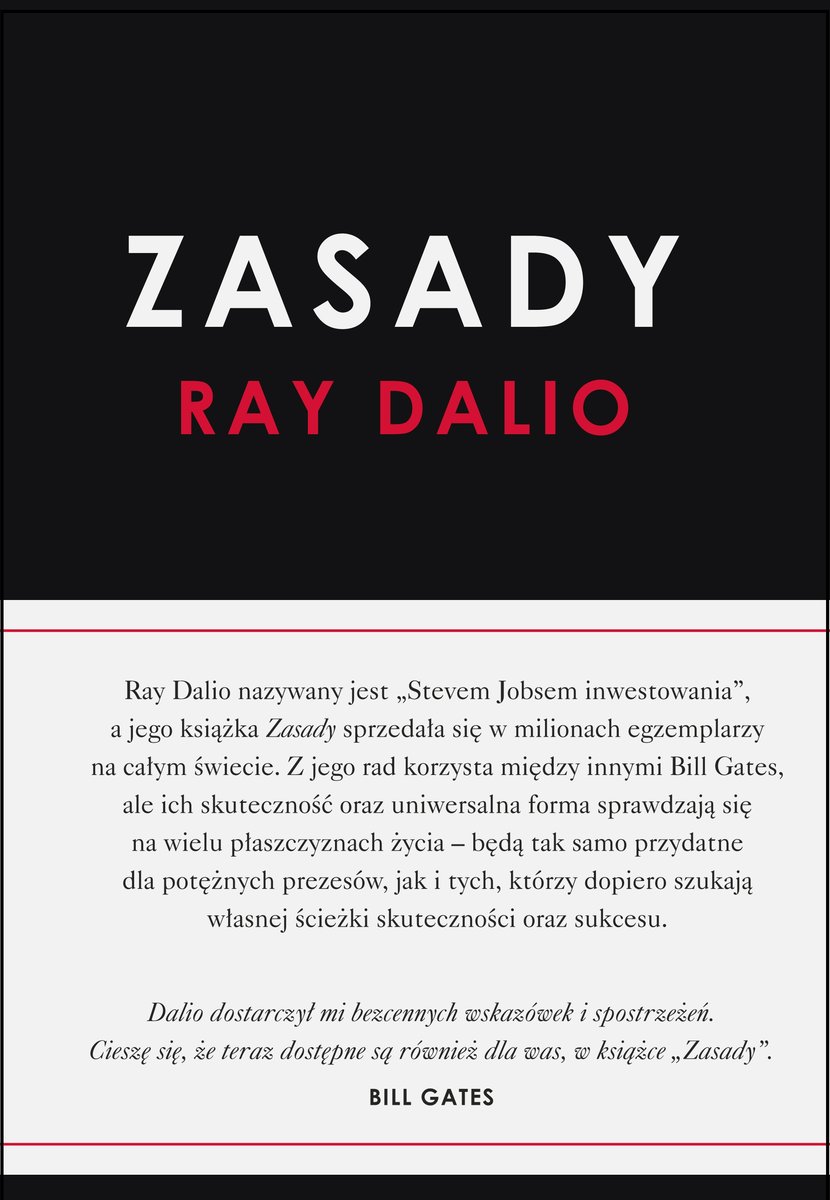 ZASADY
RAY DALIO
Ray Dalio nazywany jest „Stevem Jobsem inwestowania”,
a jego książka Zasady sprzedała się w milionach egzemplarzy
na całym świecie. Z jego rad korzysta między innymi Bill Gates,
ale ich skuteczność oraz uniwersalna forma sprawdzają się
na wielu płaszczyznach życia – będą tak samo przydatne
dla potężnych prezesów, jak i tych, którzy dopiero szukają
własnej ścieżki skuteczności oraz sukcesu.
Dalio dostarczył mi bezcennych wskazówek i spostrzeżeń.
Cieszę się, że teraz dostępne są również dla was, w książce „Zasady”.
BILL GATES